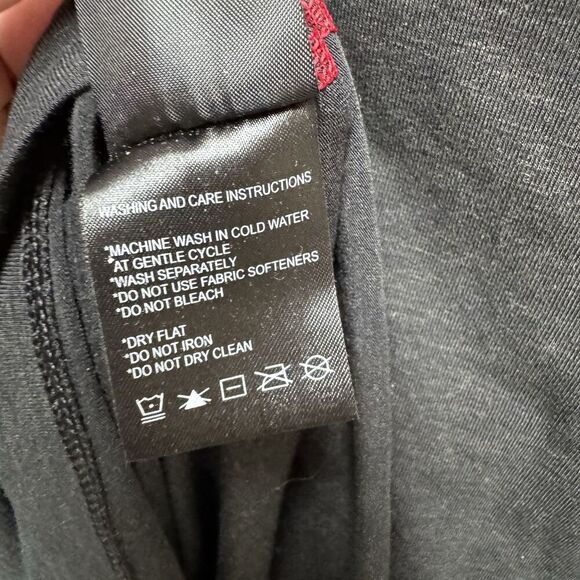 WASHING AND CARE INSTRUCTIONS
*MACHINE WASH IN COLD WATER
*AT GENTLE CYCLE
*WASH SEPARATELY
*DO NOT USE FABRIC SOFTENERS
*DO NOT BLEACH
*DRY FLAT
*DO NOT IRON
*DO NOT DRY CLEAN